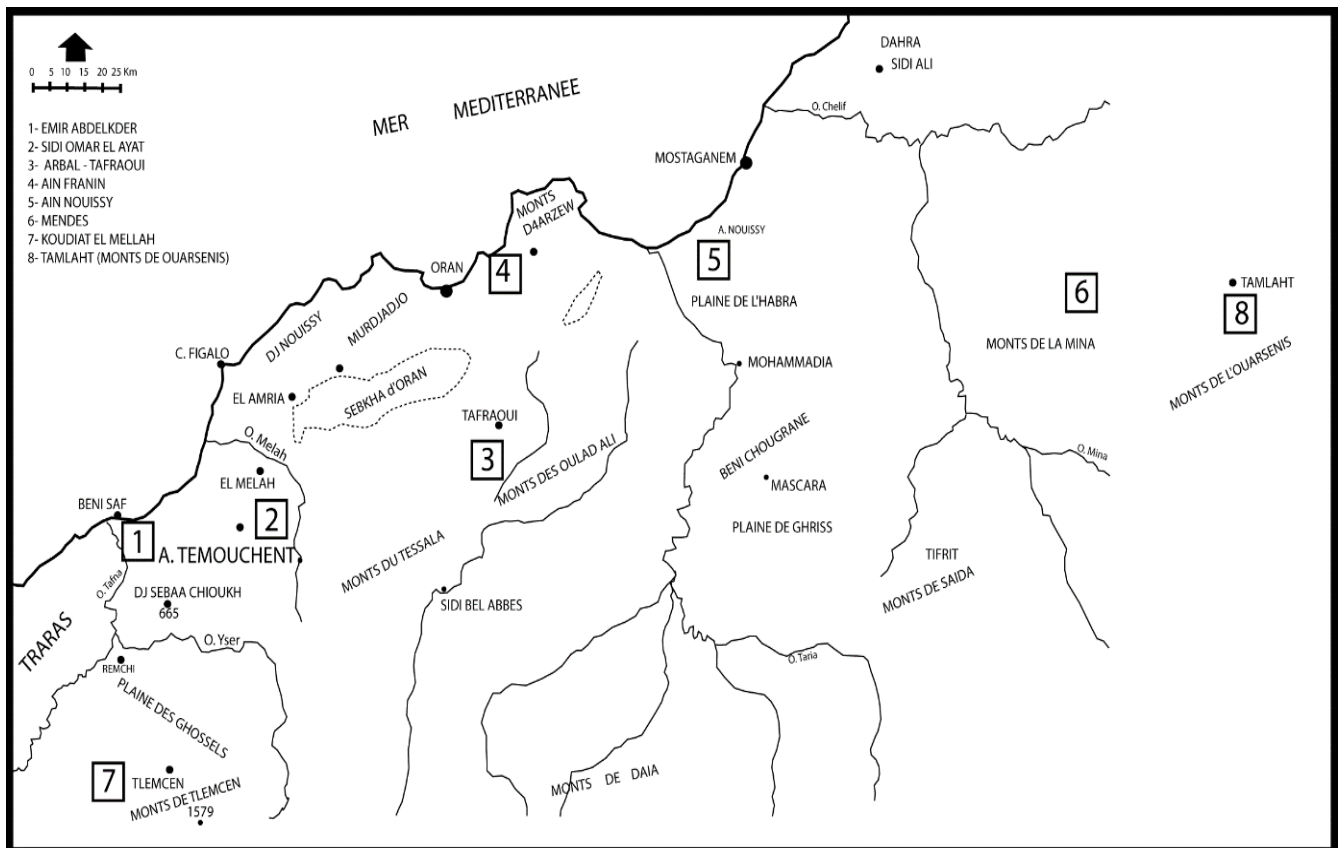 0 5 10 15 20 25 Km
1- EMIR ABDELKDER
2- SIDI OMAR EL AYAT
3- ARBAL - TAFRAOUI
4- AIN FRANIN
5- AIN NOUISSY
6- MENDES
7- KOUDIAT EL MELLAH
8- TAMLAHT (MONTS DE OUARSENIS)
MER MEDITERRANEE
DAHRA
SIDI ALI
O. Chelif
MOSTAGANEM
MONTS
D4ARZEW
A. NOUISSY
5
4
ORAN
6
TAMLAHT
8
PLAINE DE L'HABRA
DJ NOUISSY
MURDJADJO
MONTS DE LA MINA
C. FIGALO
MOHAMMADIA
MONTS DE L'OUARSENIS
EL AMRIA
SEBKHA d'ORAN
TAFRAOUI
3
O. Melah
MONTS DES OULAD ALI
BENI CHOUGRANE
O. Mina
EL MELAH
MASCARA
BENI SAF
2
1
PLAINE DE GHRISS
A. TEMOUCHENT
MONTS DU TESSALA
TIFRIT
MONTS DE SAIDA
O. Tafna
DJ SEBAA CHIOUKH
665
SIDI BEL ABBES
TRARAS
O. Yser
REMCHI
O. Taria
PLAINE DES GHOSSELS
7
TLEMCEN
MONTS DE TLEMCEN
1579
MONTS DE DAIA